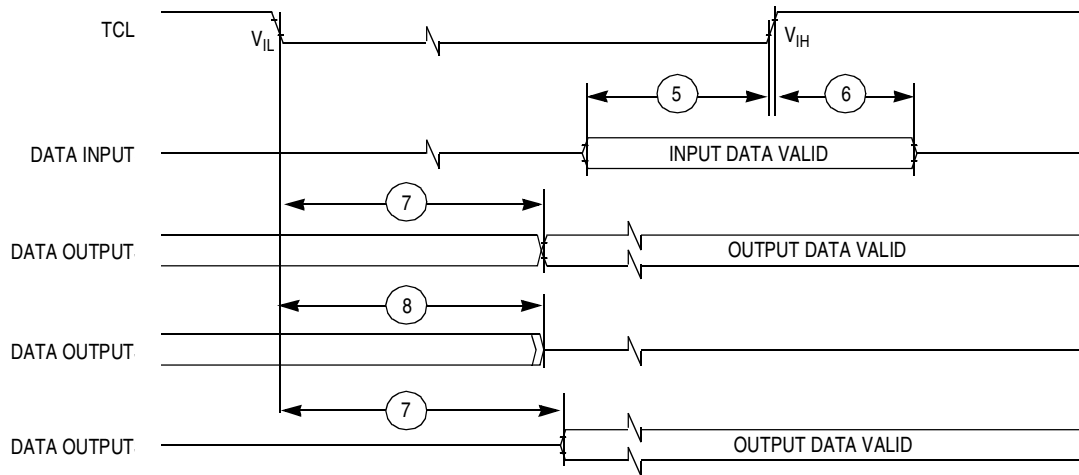 TCL
VIL
VIH
5
6
DATA INPUT
INPUT DATA VALID
7
DATA OUTPUT
OUTPUT DATA VALID
8
DATA OUTPUT
7
DATA OUTPUT
OUTPUT DATA VALID